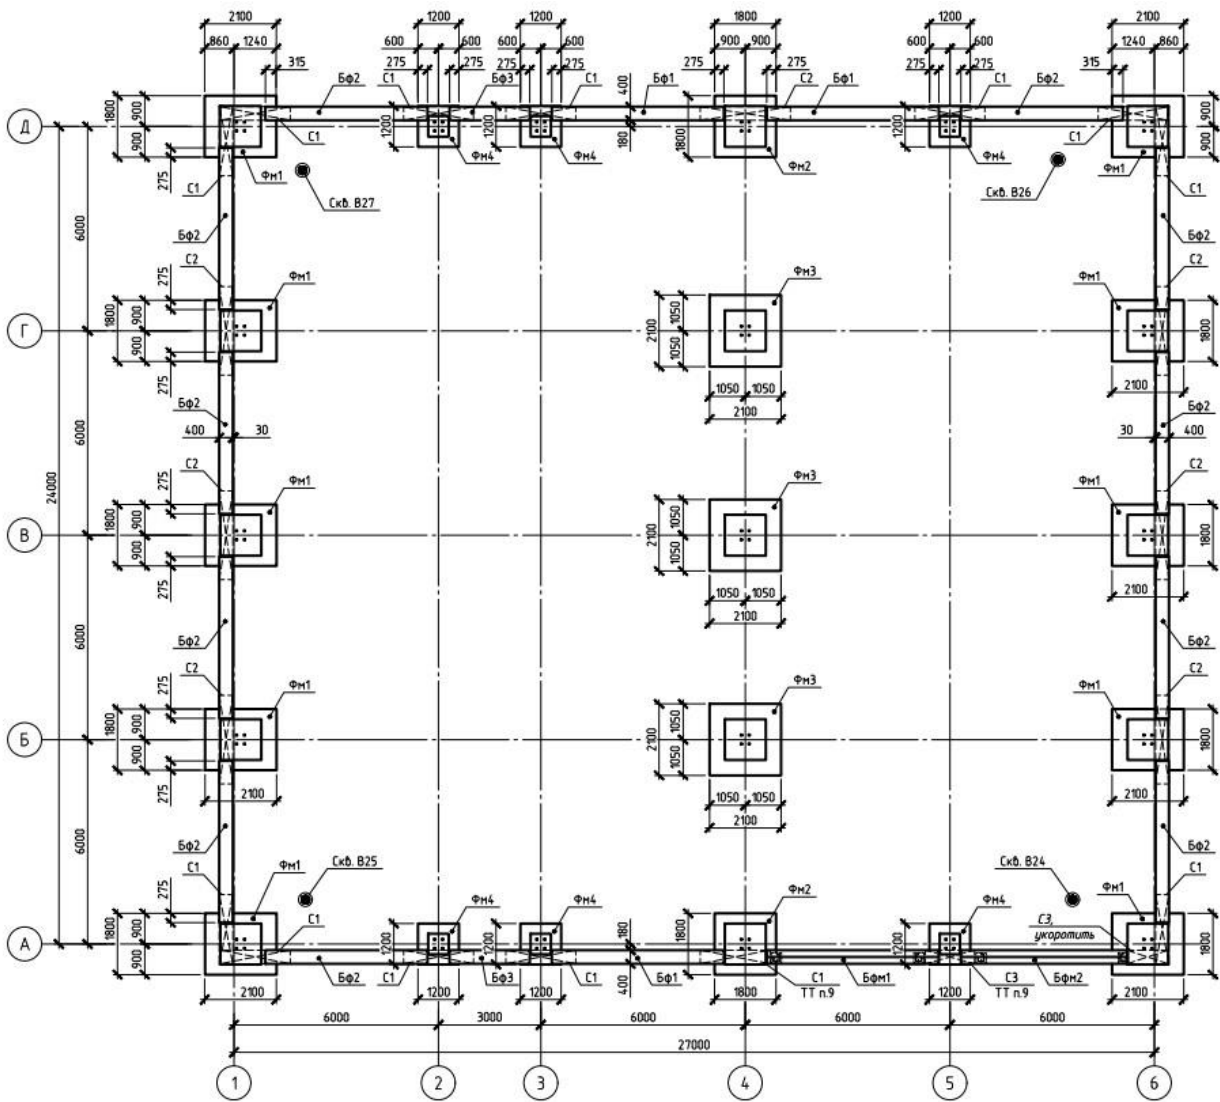 2100 1200 1200 1800 1200 2100
860 1240 600 600 600 600 900 900 600 600 1240 860
315 275 С1 275 Бф3 275 275 С1 275 275 275 С1 275 315
Бф2 Бф1 400 С2 Бф1 Бф2
Д 1800 900 900 С1 1200 1200 180 1800 1200 С1 900 900 1800
Фм1 Фм4 Фм4 Фм2 Фм4 Фм1
275 С1 Скв. В27 Скв. В26 С1
6000 Бф2 Бф2
275 С2 Фм1 Фм3 Фм1 С2
Г 1800 900 900 2100 1050 1050 1800
275 1050 1050 2100
2100
Бф2 Бф2
400 30 30 400
24000 6000
275 С2 Фм1 Фм3 Фм1 С2
В 1800 900 900 2100 1050 1050 1800
275 1050 1050 2100
2100
6000 Бф2 Бф2
275 С2 Фм1 Фм3 Фм1 С2
Б 1800 900 900 2100 1050 1050 1800
275 2100 1050 1050 2100
2100
6000 Бф2 Бф2
275 С1 Фм1 Скв. В25 Скв. В24 Фм1 С1
С1 Фм4 Фм4 Фм2 Фм4 С3,
укоротить
А 1800 900 900 1200 1200 180 1800 1200 1800
Бф2 С1 Бф3 С1 400 Бф1 С1 Бфм1 С3 Бфм2
ТТ п.9 ТТ п.9
2100 1200 1200 1800 1200 2100
6000 3000 6000 6000 6000
27000
1 2 3 4 5 6